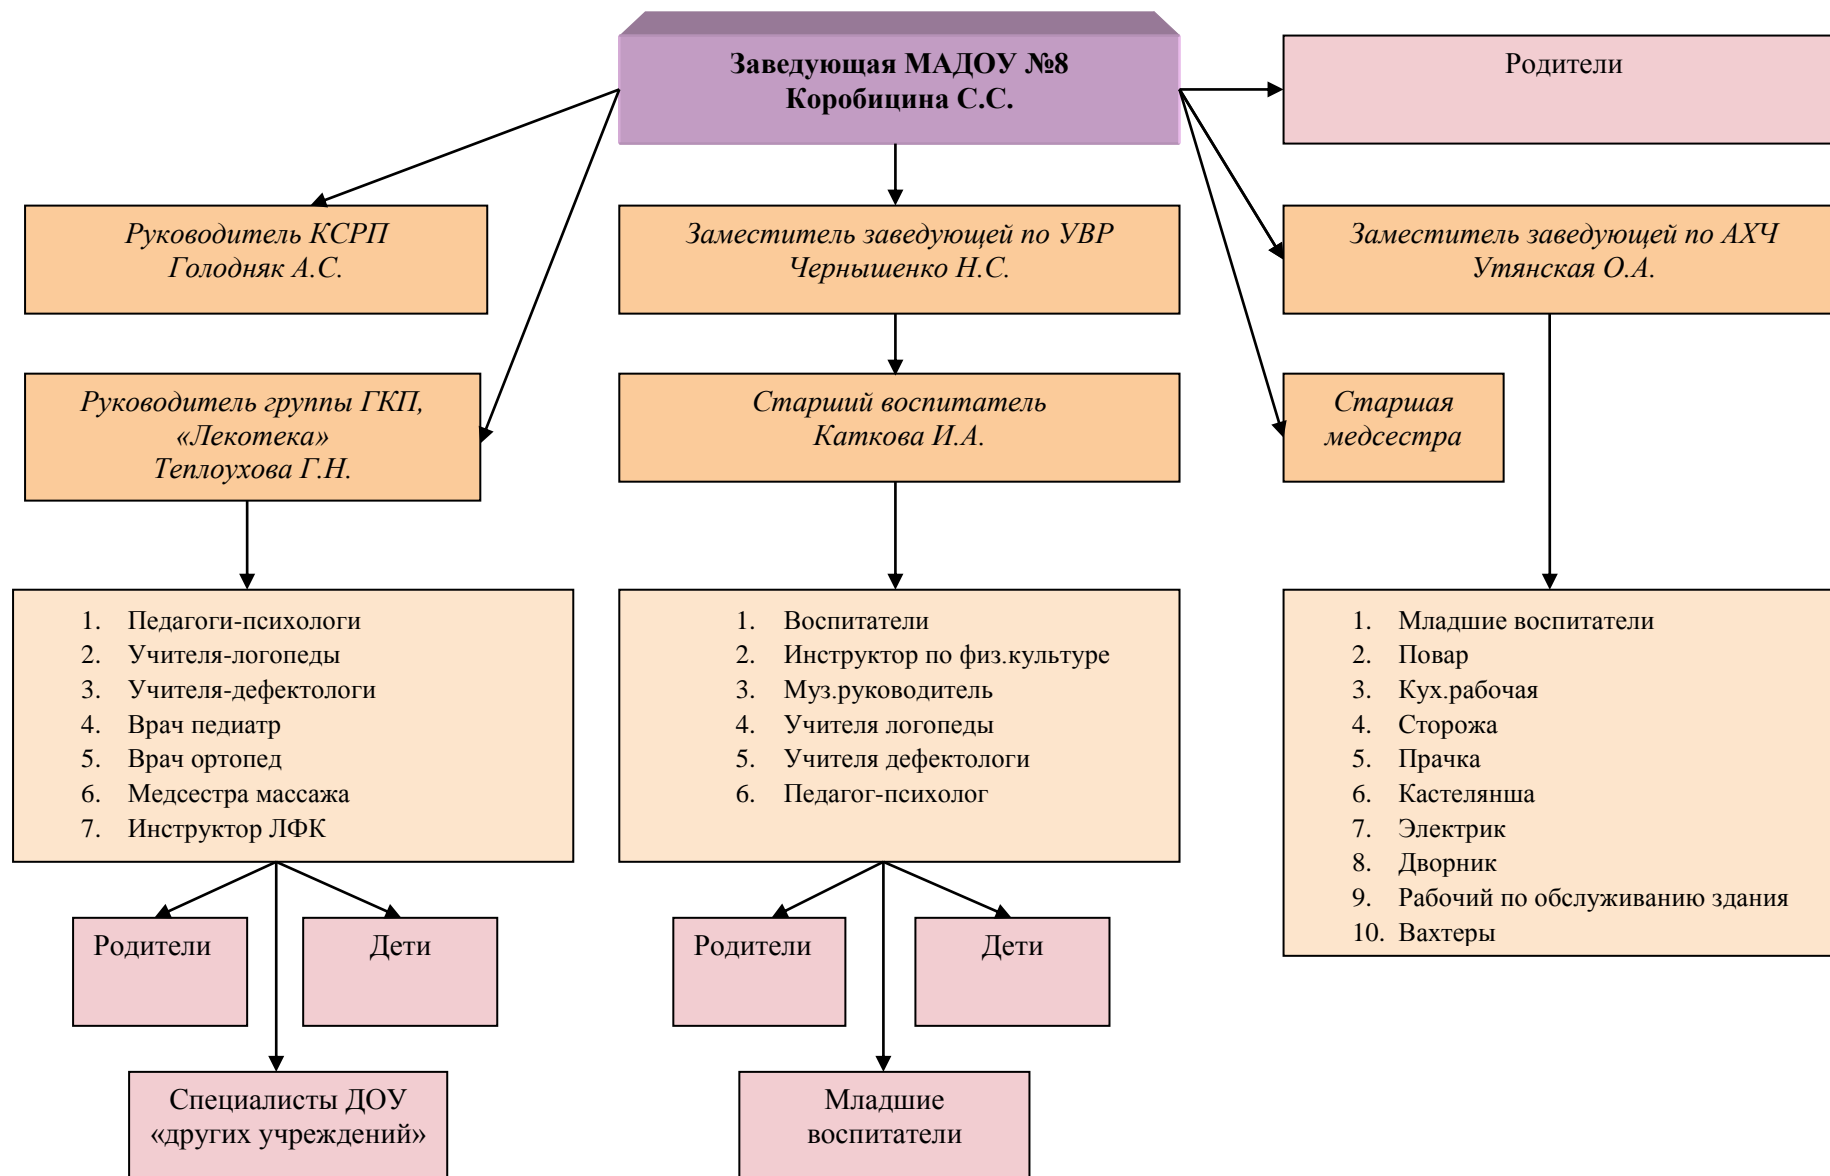 Заведующая МАДОУ №8
Коробицина С.С.
Родители
Руководитель КСРП
Голодняк А.С.
Заместитель заведующей по УВР
Чернышенко Н.С.
Заместитель заведующей по АХЧ
Утянская О.А.
Руководитель группы ГКП,
«Лекотека»
Теплоухова Г.Н.
Старший воспитатель
Каткова И.А.
Старшая
медсестра
1. Педагоги-психологи
2. Учителя-логопеды
3. Учителя-дефектологи
4. Врач педиатр
5. Врач ортопед
6. Медсестра массажа
7. Инструктор ЛФК
1. Воспитатели
2. Инструктор по физ.культуре
3. Муз.руководитель
4. Учителя логопеды
5. Учителя дефектологи
6. Педагог-психолог
1. Младшие воспитатели
2. Повар
3. Кух.рабочая
4. Сторожа
5. Прачка
6. Кастелянша
7. Электрик
8. Дворник
9. Рабочий по обслуживанию здания
10. Вахтеры
Родители
Дети
Родители
Дети
Специалисты ДОУ
«других учреждений»
Младшие
воспитатели